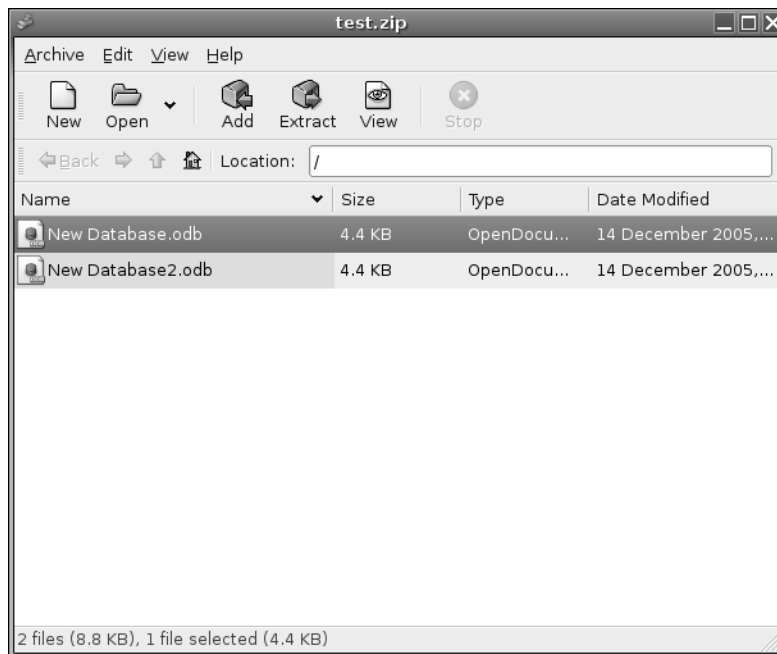 test.zip
Archive Edit View Help
New Open Add Extract View Stop
Back Location: /
Name Size Type Date Modified
New Database.odb 4.4 KB OpenDocu... 14 December 2005,...
New Database2.odb 4.4 KB OpenDocu... 14 December 2005,...
2 files (8.8 KB), 1 file selected (4.4 KB)